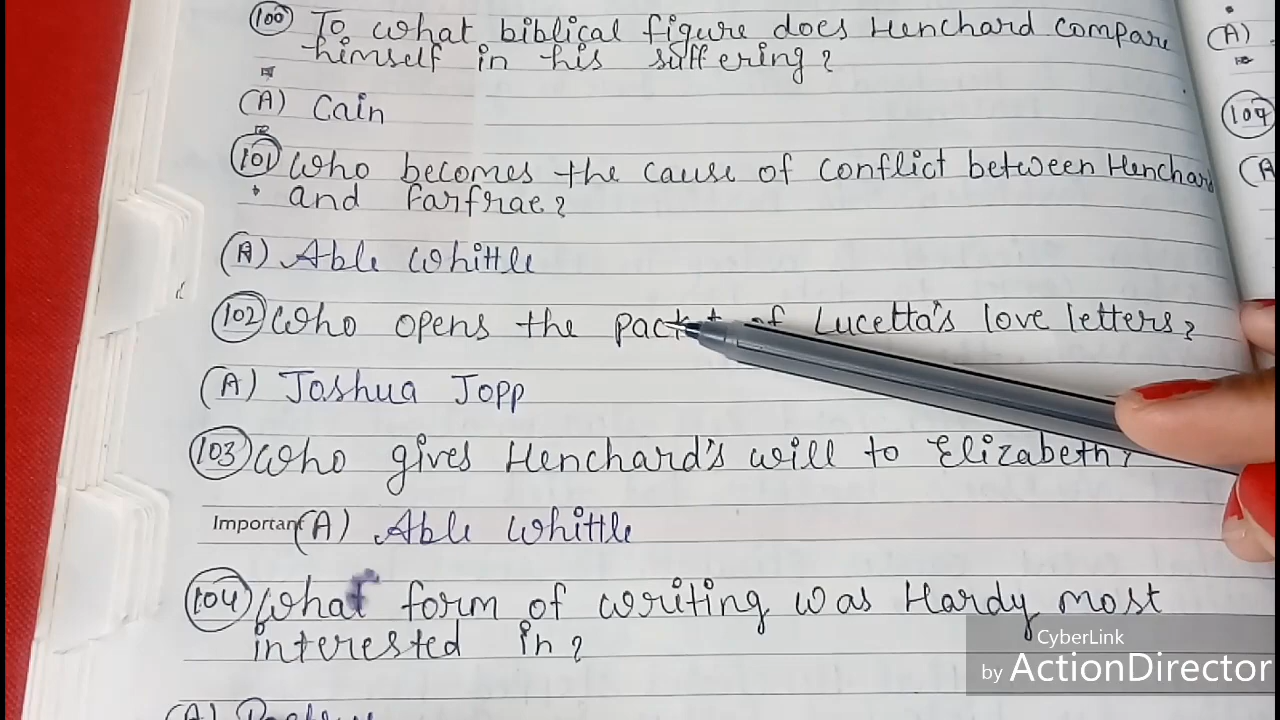 100 To what biblical figure does Henchard compare
himself in his suffering?
(A) Cain
101 Who becomes the cause of conflict between Henchard
and Farfrae?
(A) Able Whittle
102 Who opens the packet of Lucetta's love letters?
(A) Joshua Jopp
103 Who gives Henchard's will to Elizabeth?
Important (A) Able Whittle
104 What form of writing was Hardy most
interested in?
(A)
(A)
107
(A
CyberLink
by ActionDirector